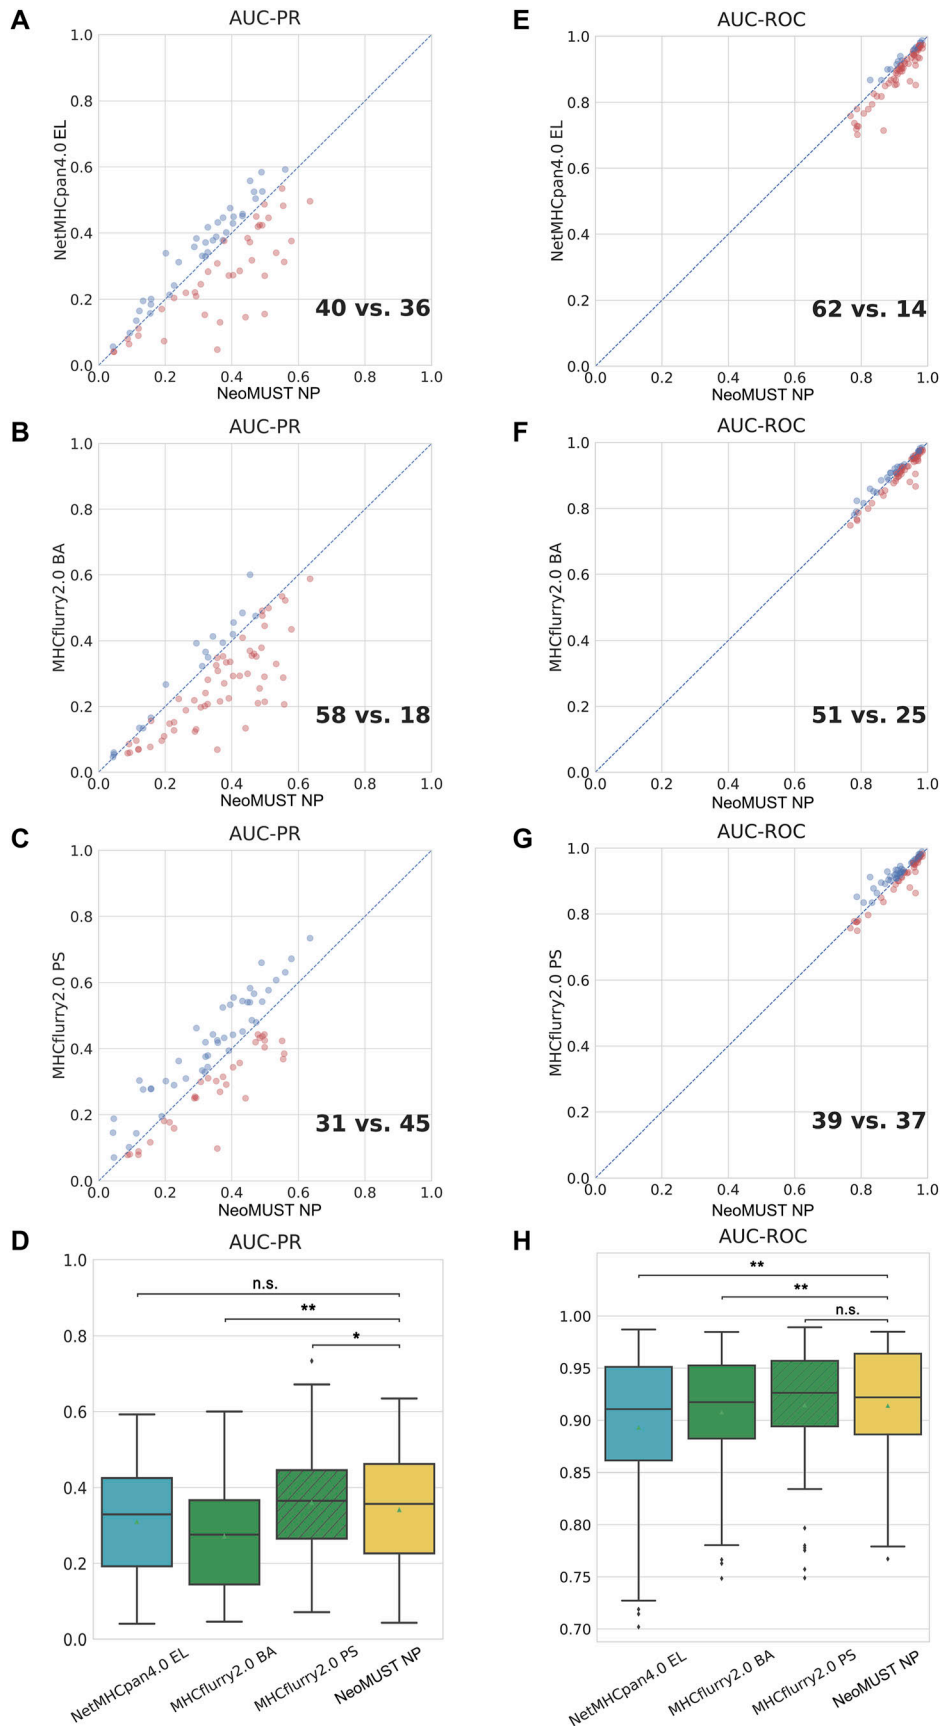 A
AUC-PR
1.0
0.8
0.6
0.4
0.2
0.0
NetMHCpan4.0 EL
40 vs. 36
0.0 0.2 0.4 0.6 0.8 1.0
NeoMUST NP
E
AUC-ROC
1.0
0.8
0.6
0.4
0.2
0.0
NetMHCpan4.0 EL
62 vs. 14
0.0 0.2 0.4 0.6 0.8 1.0
NeoMUST NP
B
AUC-PR
1.0
0.8
0.6
0.4
0.2
0.0
MHCflurry2.0 BA
58 vs. 18
0.0 0.2 0.4 0.6 0.8 1.0
NeoMUST NP
F
AUC-ROC
1.0
0.8
0.6
0.4
0.2
0.0
MHCflurry2.0 BA
51 vs. 25
0.0 0.2 0.4 0.6 0.8 1.0
NeoMUST NP
C
AUC-PR
1.0
0.8
0.6
0.4
0.2
0.0
MHCflurry2.0 PS
31 vs. 45
0.0 0.2 0.4 0.6 0.8 1.0
NeoMUST NP
G
AUC-ROC
1.0
0.8
0.6
0.4
0.2
0.0
MHCflurry2.0 PS
39 vs. 37
0.0 0.2 0.4 0.6 0.8 1.0
NeoMUST NP
D
AUC-PR
1.0
0.8
0.6
0.4
0.2
0.0
n.s.
**
*
NetMHCpan4.0 EL
MHCflurry2.0 BA
MHCflurry2.0 PS
NeoMUST NP
H
AUC-ROC
1.00
0.95
0.90
0.85
0.80
0.75
0.70
**
**
n.s.
NetMHCpan4.0 EL
MHCflurry2.0 BA
MHCflurry2.0 PS
NeoMUST NP